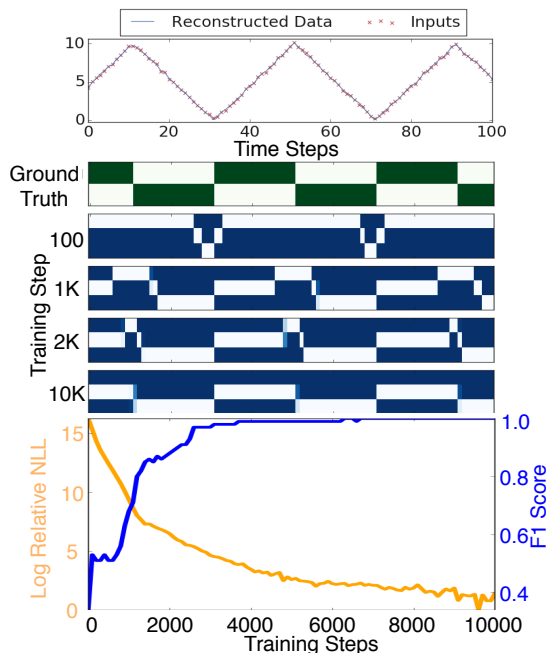 Reconstructed Data Inputs
10
5
0
0 20 40 60 80 100
Time Steps
Ground
Truth
Training Step
100
1K
2K
10K
Log Relative NLL
15
10
5
0
1.0
0.8
0.6
0.4
F1 Score
0 2000 4000 6000 8000 10000
Training Steps